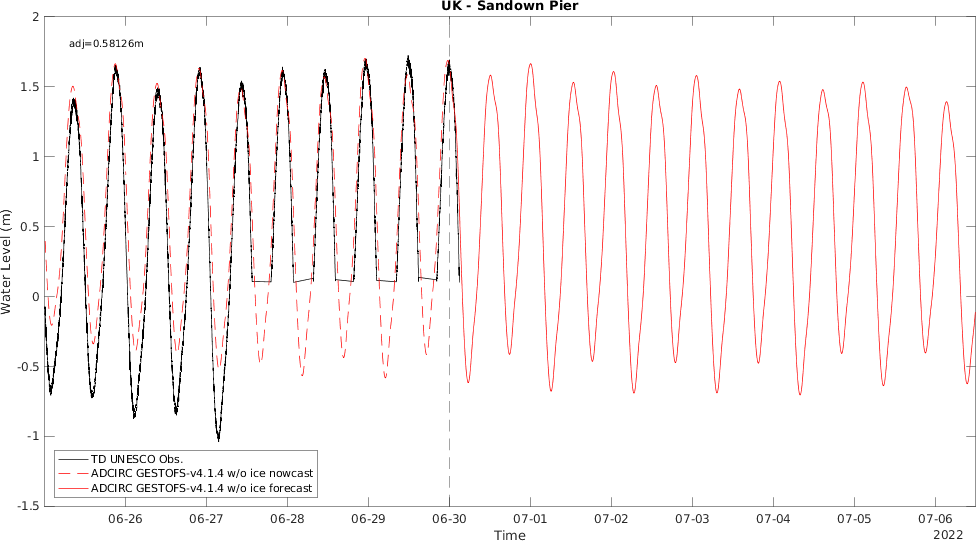 UK - Sandown Pier
adj=0.58126m
Water Level (m)
2
1.5
1
0.5
0
-0.5
-1
-1.5
TD UNESCO Obs.
ADCIRC GESTOFS-v4.1.4 w/o ice nowcast
ADCIRC GESTOFS-v4.1.4 w/o ice forecast
06-26 06-27 06-28 06-29 06-30 07-01 07-02 07-03 07-04 07-05 07-06
Time
2022